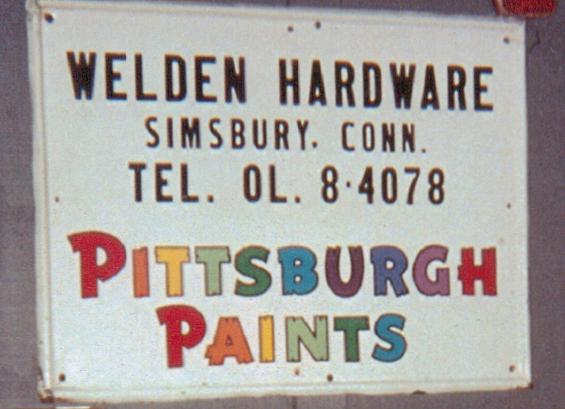 WELDEN HARDWARE
SIMSBURY. CONN.
TEL. OL. 8·4078
PITTSBURGH
PAINTS